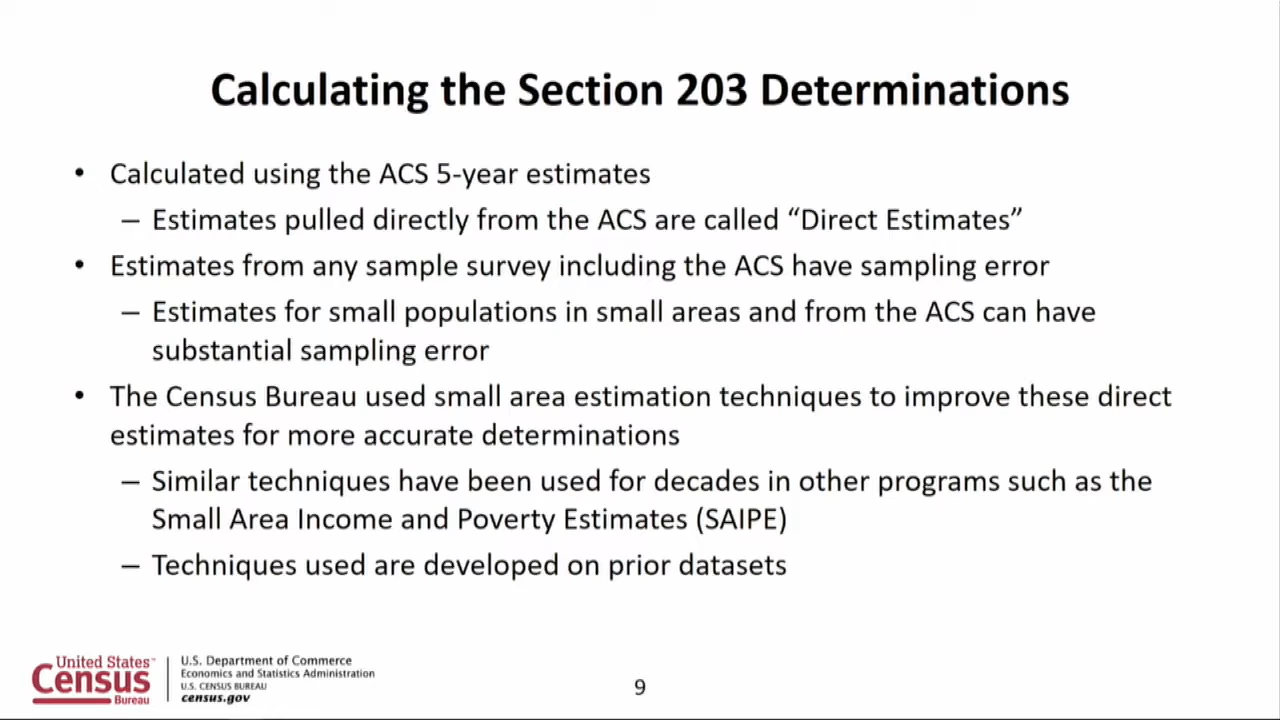 Calculating the Section 203 Determinations
• Calculated using the ACS 5-year estimates
– Estimates pulled directly from the ACS are called “Direct Estimates”
• Estimates from any sample survey including the ACS have sampling error
– Estimates for small populations in small areas and from the ACS can have
substantial sampling error
• The Census Bureau used small area estimation techniques to improve these direct
estimates for more accurate determinations
– Similar techniques have been used for decades in other programs such as the
Small Area Income and Poverty Estimates (SAIPE)
– Techniques used are developed on prior datasets
United States™
Census
Bureau
U.S. Department of Commerce
Economics and Statistics Administration
U.S. CENSUS BUREAU
census.gov
9